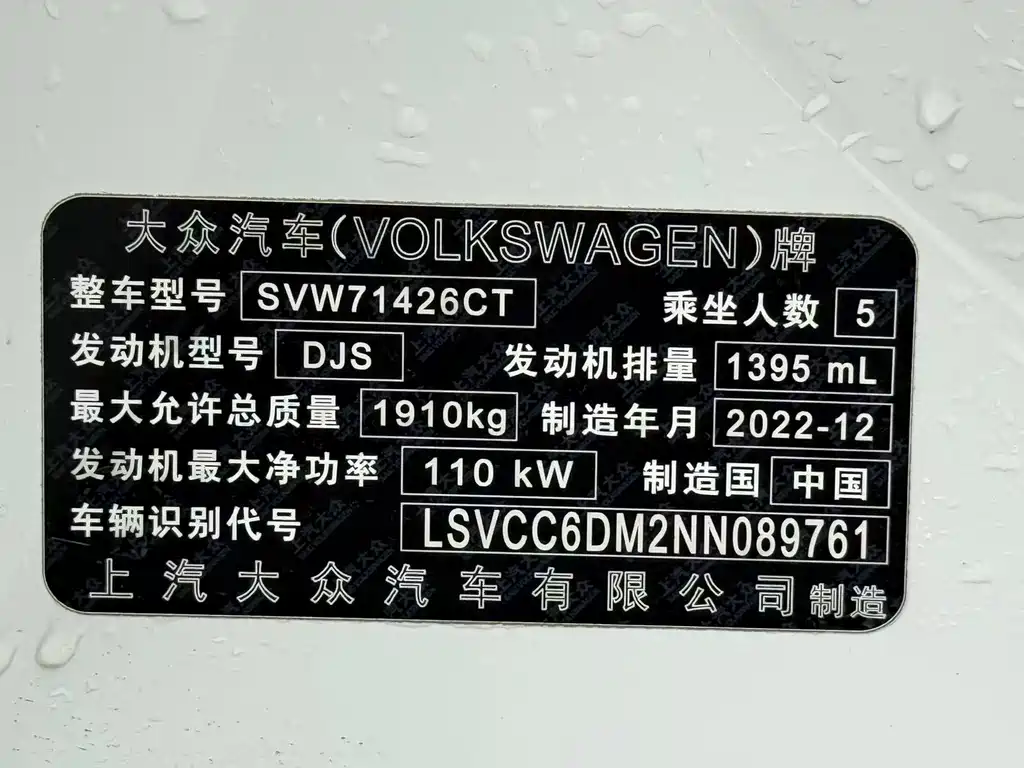 大众汽车(VOLKSWAGEN)牌
整车型号 SVW71426CT 乘坐人数 5
发动机型号 DJS 发动机排量 1395 mL
最大允许总质量 1910kg 制造年月 2022-12
发动机最大净功率 110 kW 制造国 中国
车辆识别代号 LSVCC6DM2NN089761
上汽大众汽车有限公司制造